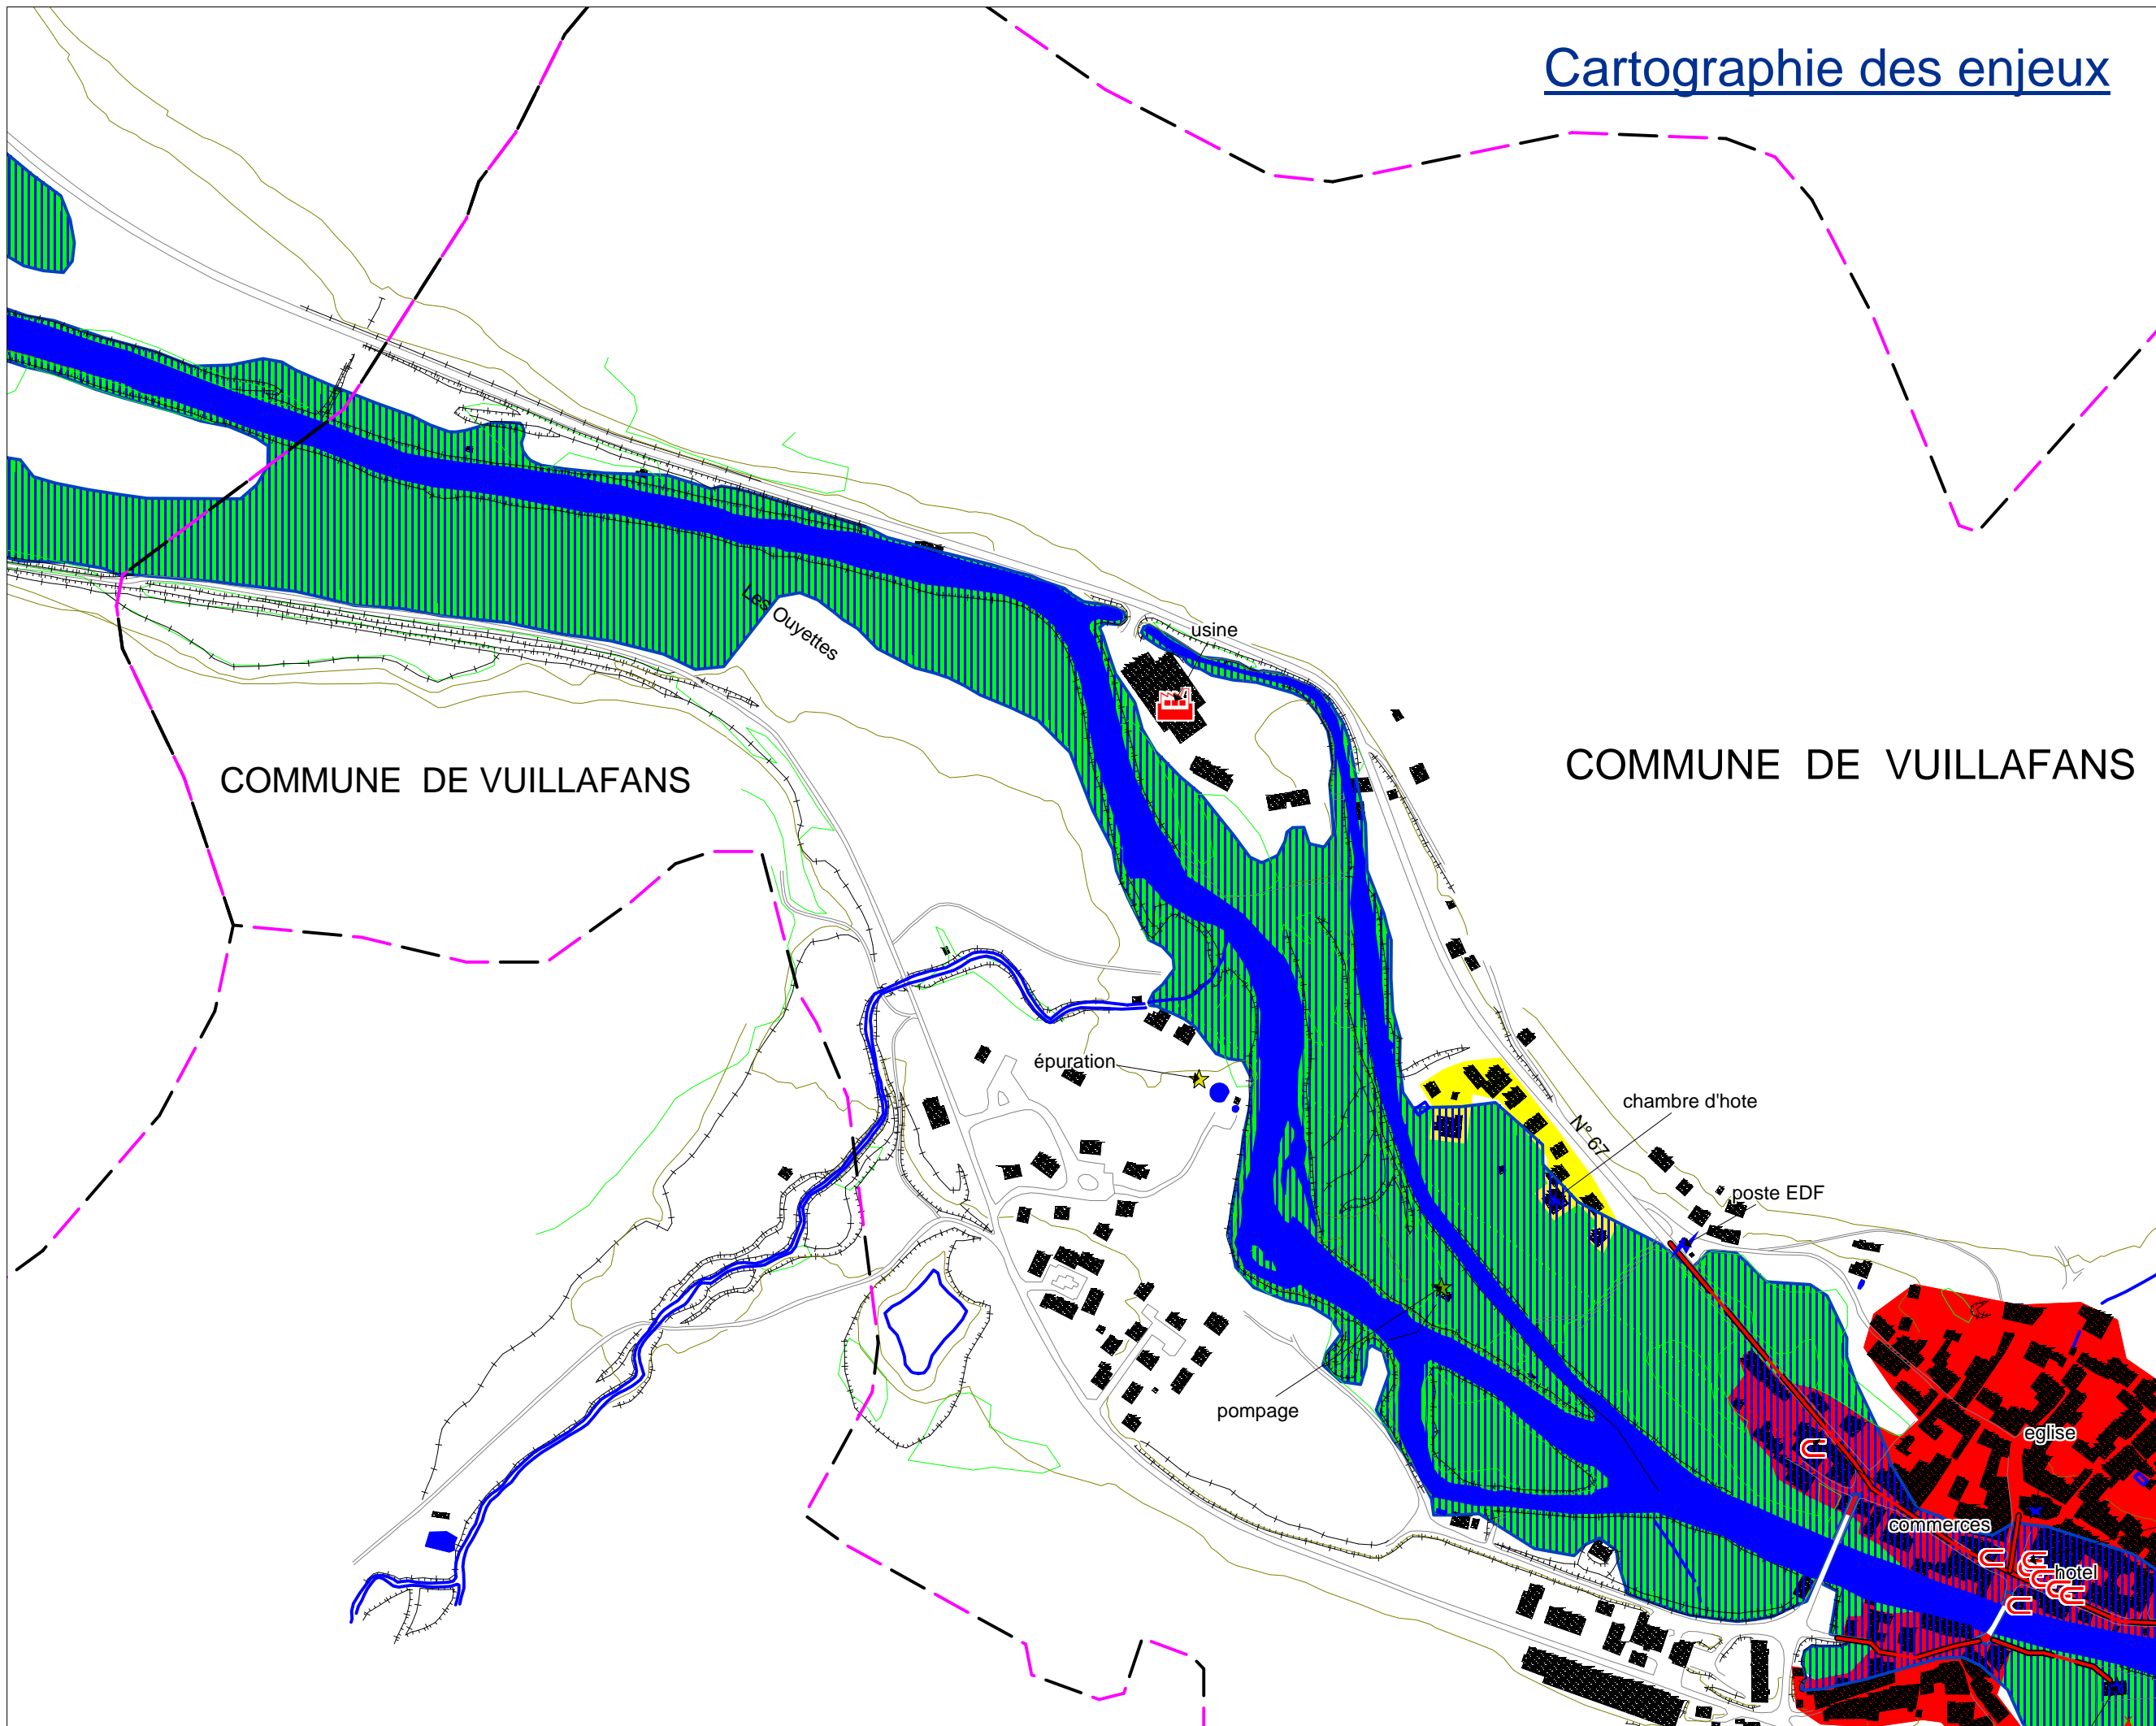 Cartographie des enjeux
usine
Les Ouyettes
COMMUNE DE VUILLAFANS
COMMUNE DE VUILLAFANS
épuration
chambre d'hote
N° 67
poste EDF
pompage
eglise
commerces
hotel